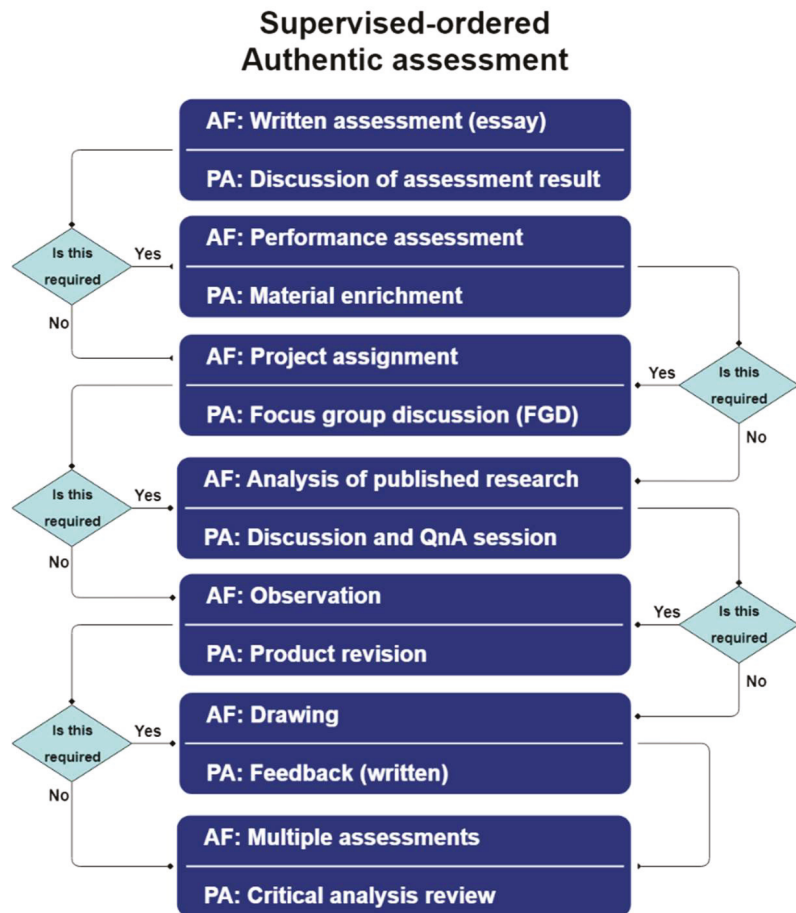 Supervised-ordered
Authentic assessment
AF: Written assessment (essay)
PA: Discussion of assessment result
Is this
required
Yes
No
AF: Performance assessment
PA: Material enrichment
AF: Project assignment
PA: Focus group discussion (FGD)
Yes
Is this
required
No
Is this
required
Yes
No
AF: Analysis of published research
PA: Discussion and QnA session
AF: Observation
PA: Product revision
Yes
Is this
required
No
Is this
required
Yes
No
AF: Drawing
PA: Feedback (written)
AF: Multiple assessments
PA: Critical analysis review